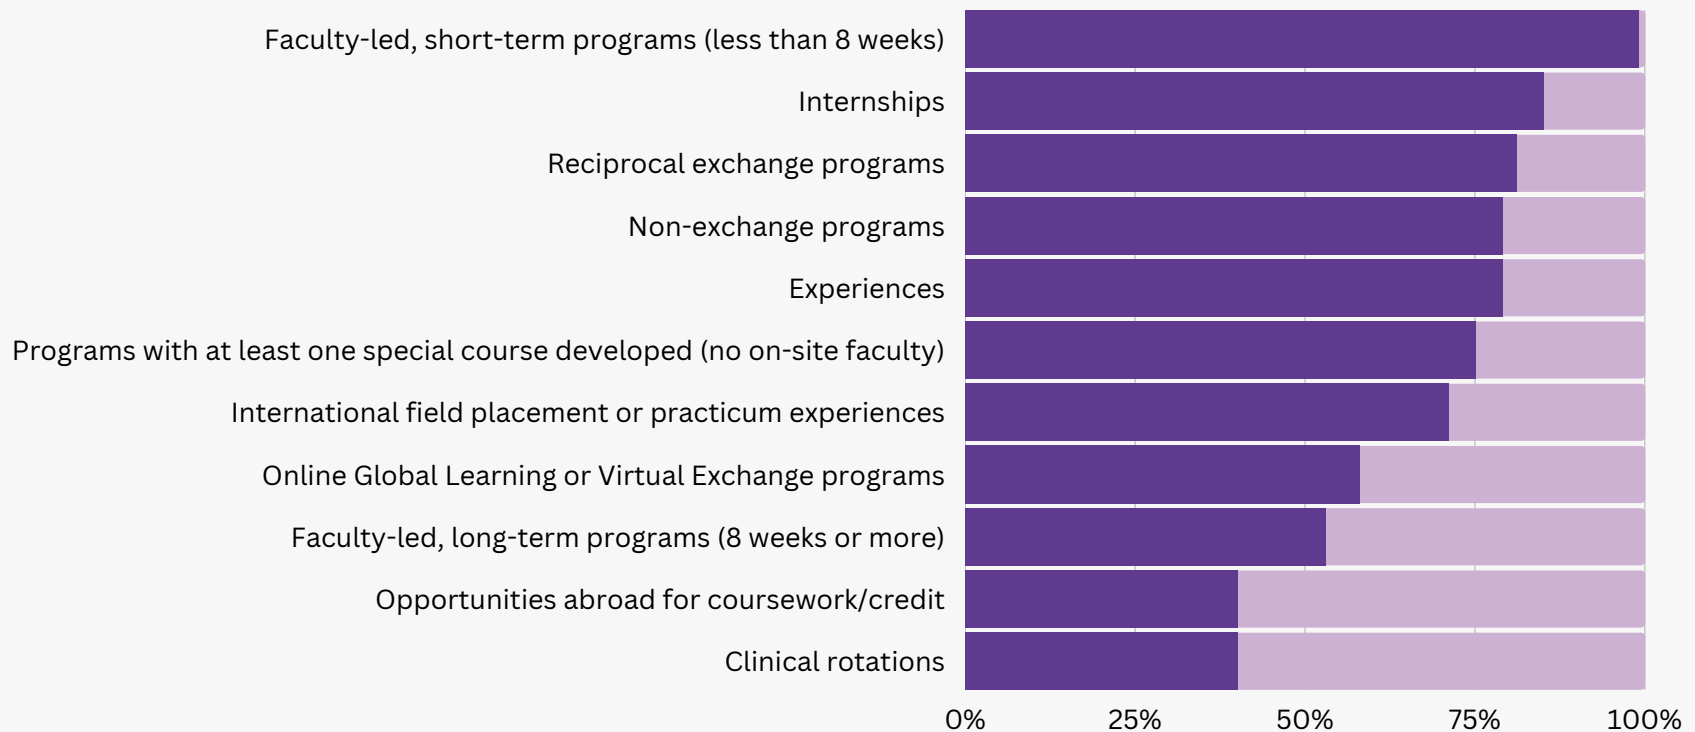 Faculty-led, short-term programs (less than 8 weeks)
Internships
Reciprocal exchange programs
Non-exchange programs
Experiences
Programs with at least one special course developed (no on-site faculty)
International field placement or practicum experiences
Online Global Learning or Virtual Exchange programs
Faculty-led, long-term programs (8 weeks or more)
Opportunities abroad for coursework/credit
Clinical rotations
0% 25% 50% 75% 100%